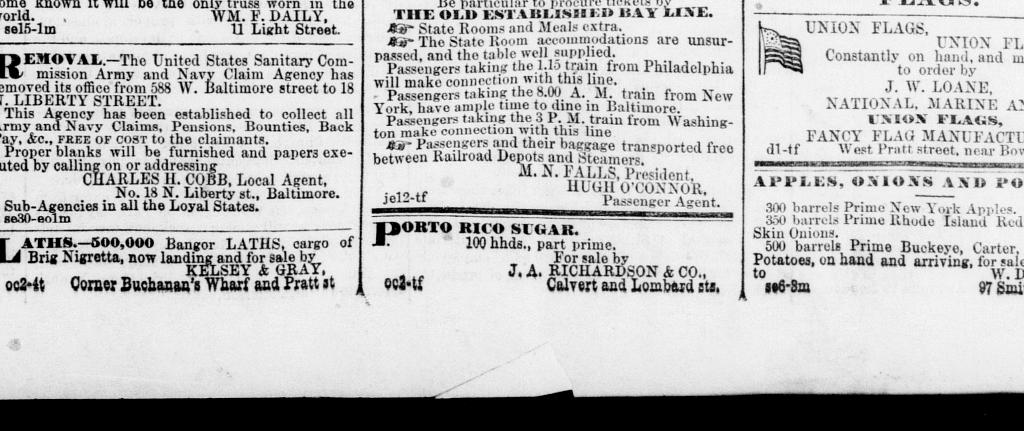 ome known it will be the only truss worn in the
orld. WM. F. DAILY,
se15-1m 11 Light Street.
REMOVAL.—The United States Sanitary Com-
mission Army and Navy Claim Agency has
emoved its office from 588 W. Baltimore street to 18
N. LIBERTY STREET.
This Agency has been established to collect all
rmy and Navy Claims, Pensions, Bounties, Back
ay, &c., FREE OF COST to the claimants.
Proper blanks will be furnished and papers exe-
uted by calling on or addressing
CHARLES H. COBB, Local Agent,
No. 18 N. Liberty st., Baltimore.
Sub-Agencies in all the Loyal States.
se30-eo1m
LATHS.—500,000 Bangor LATHS, cargo of
Brig Nigretta, now landing and for sale by
KELSEY & GRAY,
oc2-4t Corner Buchanan's Wharf and Pratt st
Be particular to procure tickets by
THE OLD ESTABLISHED BAY LINE.
State Rooms and Meals extra.
The State Room accommodations are unsur-
passed, and the table well supplied.
Passengers taking the 1.15 train from Philadelphia
will make connection with this line.
Passengers taking the 8.00 A. M. train from New
York, have ample time to dine in Baltimore.
Passengers taking the 3 P. M. train from Washing-
ton make connection with this line
Passengers and their baggage transported free
between Railroad Depots and Steamers.
M. N. FALLS, President,
HUGH O'CONNOR,
je12-tf Passenger Agent.
PORTO RICO SUGAR.
100 hhds., part prime.
For sale by
J. A. RICHARDSON & CO.,
oc2-tf Calvert and Lombard sts.
FLAGS.
UNION FLAGS,
UNION FL
Constantly on hand, and m
to order by
J. W. LOANE,
NATIONAL, MARINE AN
UNION FLAGS,
FANCY FLAG MANUFACTU
d1-tf West Pratt street, near Bow
APPLES, ONIONS AND PO
300 barrels Prime New York Apples.
350 barrels Prime Rhode Island Red
Skin Onions.
500 barrels Prime Buckeye, Carter,
Potatoes, on hand and arriving, for sale
to W. D
se6-3m 97 Smi